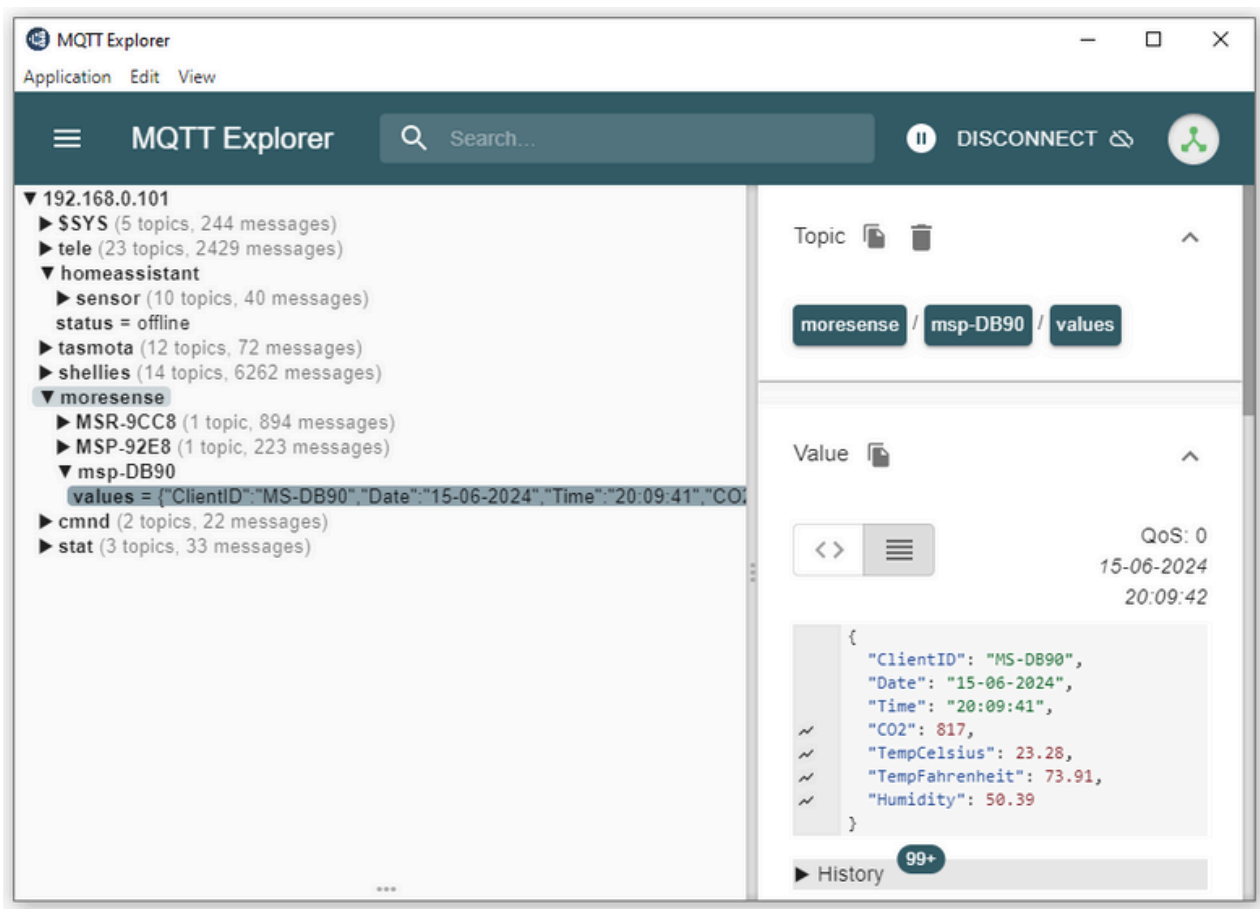 MQTT Explorer
Application Edit View
MQTT Explorer
Search...
DISCONNECT
▼ 192.168.0.101
▶ $SYS (5 topics, 244 messages)
▶ tele (23 topics, 2429 messages)
▼ homeassistant
▶ sensor (10 topics, 40 messages)
status = offline
▶ tasmota (12 topics, 72 messages)
▶ shellies (14 topics, 6262 messages)
▼ moresense
▶ MSR-9CC8 (1 topic, 894 messages)
▶ MSP-92E8 (1 topic, 223 messages)
▼ msp-DB90
values = {"ClientID":"MS-DB90","Date":"15-06-2024","Time":"20:09:41","CO2
▶ cmnd (2 topics, 22 messages)
▶ stat (3 topics, 33 messages)
Topic
moresense / msp-DB90 / values
Value
QoS: 0
15-06-2024
20:09:42
{
"ClientID": "MS-DB90",
"Date": "15-06-2024",
"Time": "20:09:41",
"CO2": 817,
"TempCelsius": 23.28,
"TempFahrenheit": 73.91,
"Humidity": 50.39
}
▶ History 99+